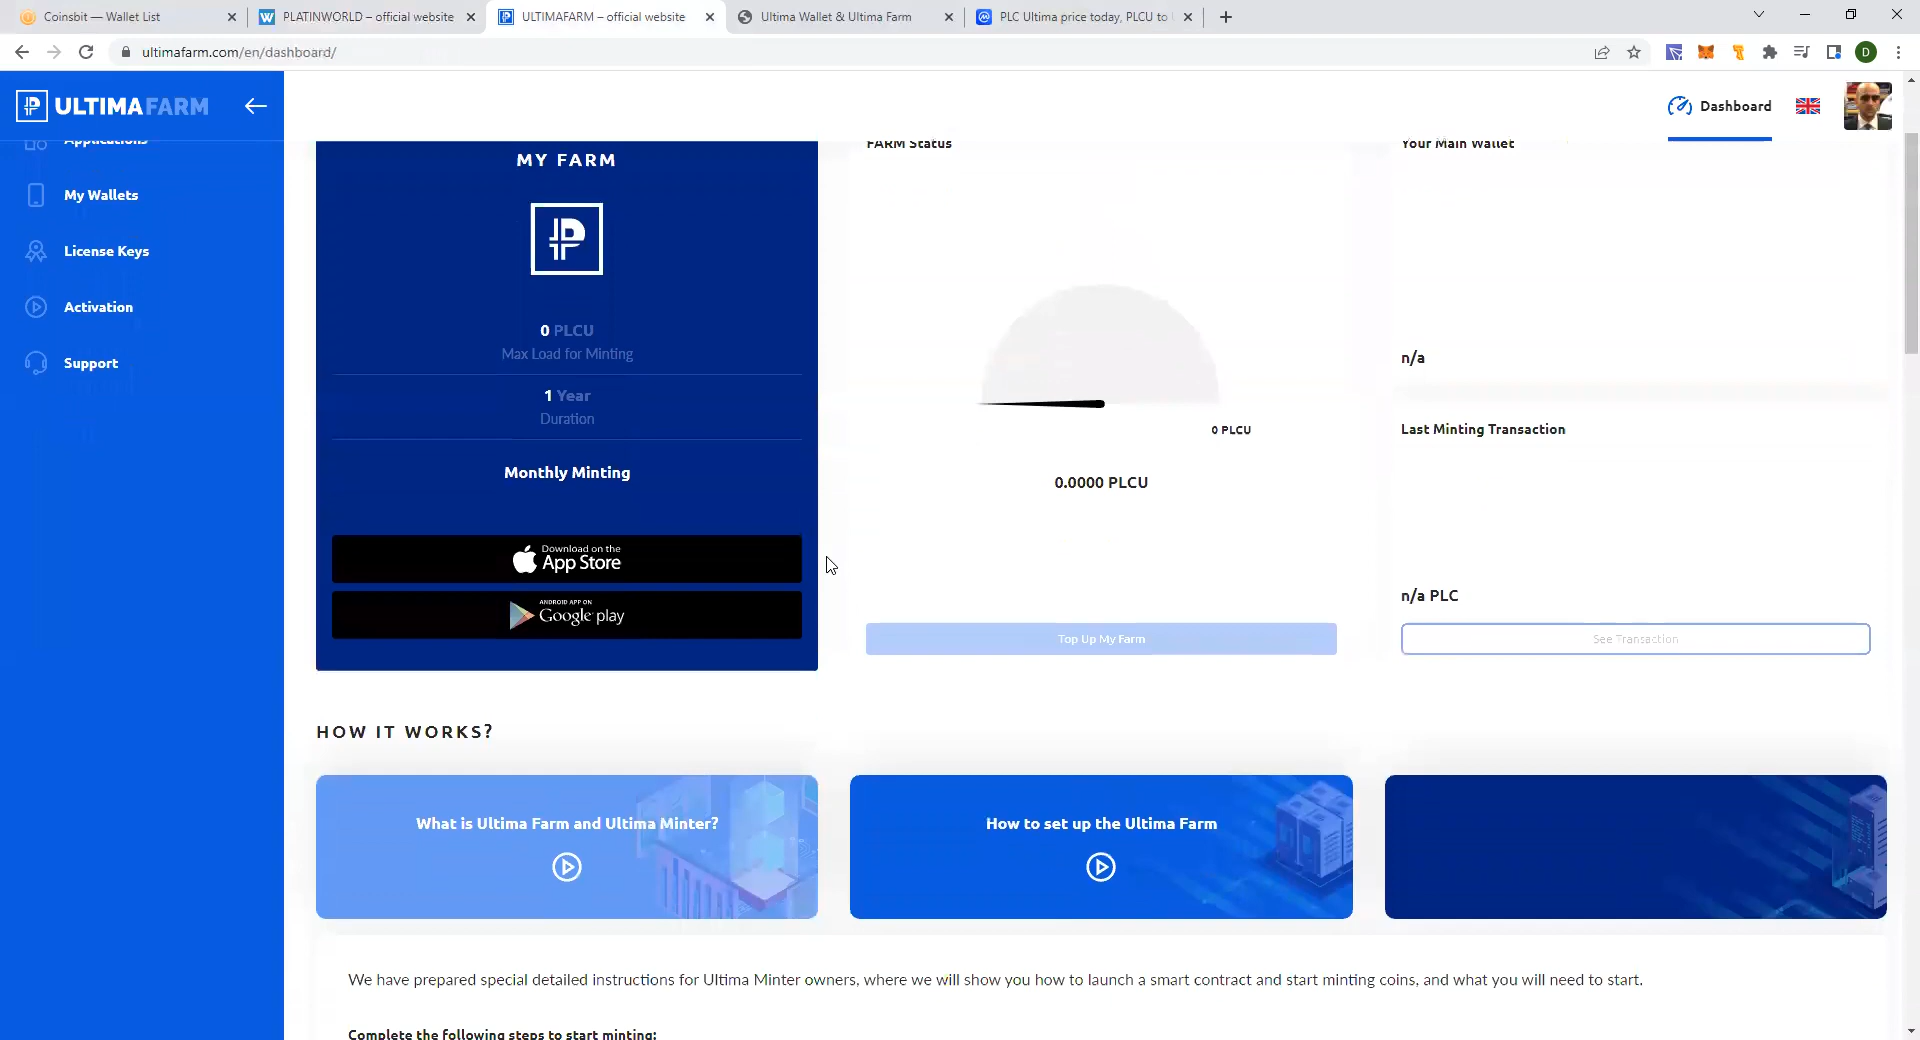 Coinsbit — Wallet List
PLATINWORLD – official website
ULTIMAFARM – official website
Ultima Wallet & Ultima Farm
PLC Ultima price today, PLCU to
ultimafarm.com/en/dashboard/
D
ULTIMAFARM
Dashboard
Applications
My Wallets
License Keys
Activation
Support
MY FARM
0 PLCU
Max Load for Minting
1 Year
Duration
Monthly Minting
Download on the
App Store
ANDROID APP ON
Google play
FARM Status
0 PLCU
0.0000 PLCU
Top Up My Farm
Your Main Wallet
n/a
Last Minting Transaction
n/a PLC
See Transaction
HOW IT WORKS?
What is Ultima Farm and Ultima Minter?
How to set up the Ultima Farm
We have prepared special detailed instructions for Ultima Minter owners, where we will show you how to launch a smart contract and start minting coins, and what you will need to start.
Complete the following steps to start minting: